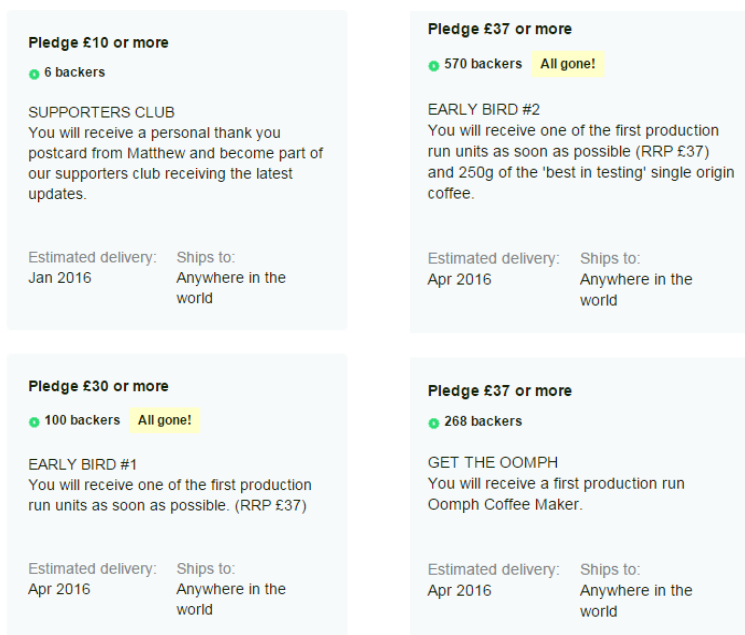 Pledge £10 or more
6 backers
SUPPORTERS CLUB
You will receive a personal thank you
postcard from Matthew and become part of
our supporters club receiving the latest
updates.
Estimated delivery: Ships to:
Jan 2016 Anywhere in the
world
Pledge £30 or more
100 backers All gone!
EARLY BIRD #1
You will receive one of the first production
run units as soon as possible. (RRP £37)
Estimated delivery: Ships to:
Apr 2016 Anywhere in the
world
Pledge £37 or more
570 backers All gone!
EARLY BIRD #2
You will receive one of the first production
run units as soon as possible (RRP £37)
and 250g of the 'best in testing' single origin
coffee.
Estimated delivery: Ships to:
Apr 2016 Anywhere in the
world
Pledge £37 or more
268 backers
GET THE OOMPH
You will receive a first production run
Oomph Coffee Maker.
Estimated delivery: Ships to:
Apr 2016 Anywhere in the
world